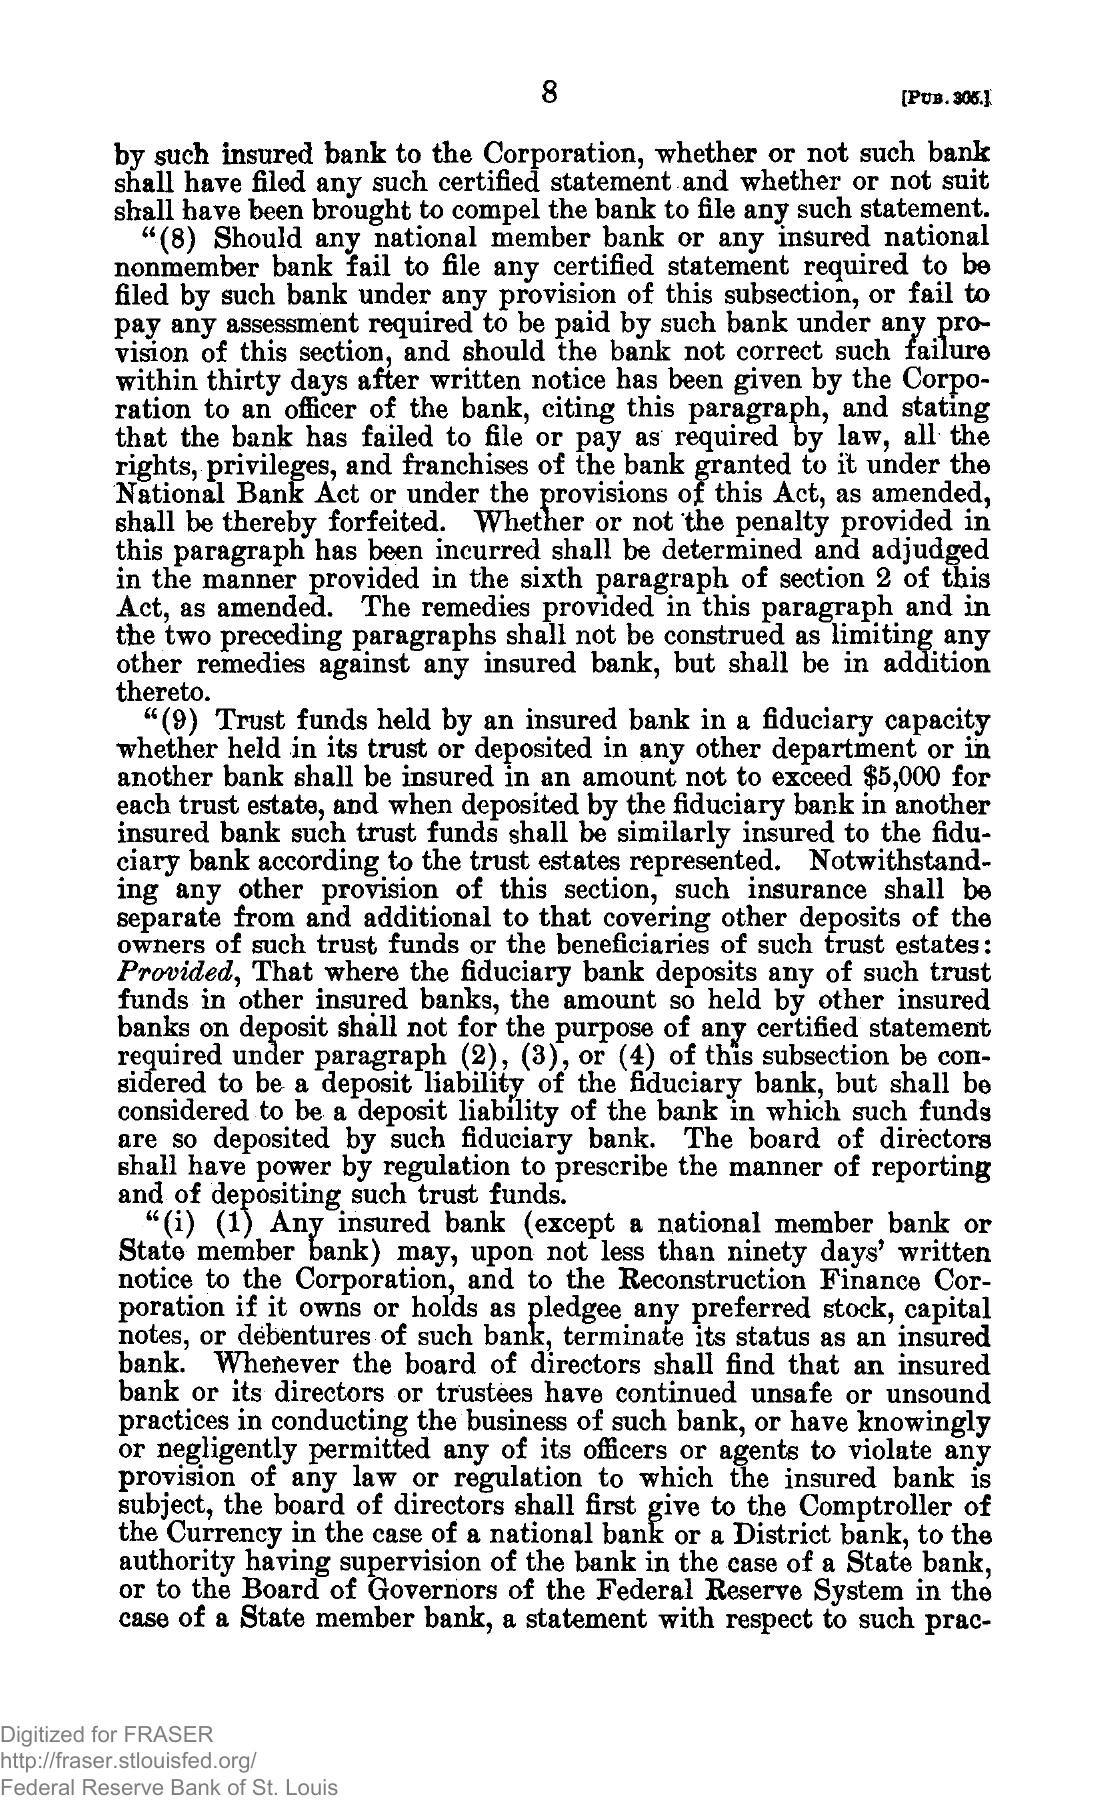 8 [PUB. 305.]
by such insured bank to the Corporation, whether or not such bank
shall have filed any such certified statement and whether or not suit
shall have been brought to compel the bank to file any such statement.
“(8) Should any national member bank or any insured national
nonmember bank fail to file any certified statement required to be
filed by such bank under any provision of this subsection, or fail to
pay any assessment required to be paid by such bank under any pro-
vision of this section, and should the bank not correct such failure
within thirty days after written notice has been given by the Corpo-
ration to an officer of the bank, citing this paragraph, and stating
that the bank has failed to file or pay as required by law, all the
rights, privileges, and franchises of the bank granted to it under the
National Bank Act or under the provisions of this Act, as amended,
shall be thereby forfeited. Whether or not the penalty provided in
this paragraph has been incurred shall be determined and adjudged
in the manner provided in the sixth paragraph of section 2 of this
Act, as amended. The remedies provided in this paragraph and in
the two preceding paragraphs shall not be construed as limiting any
other remedies against any insured bank, but shall be in addition
thereto.
“(9) Trust funds held by an insured bank in a fiduciary capacity
whether held in its trust or deposited in any other department or in
another bank shall be insured in an amount not to exceed $5,000 for
each trust estate, and when deposited by the fiduciary bank in another
insured bank such trust funds shall be similarly insured to the fidu-
ciary bank according to the trust estates represented. Notwithstand-
ing any other provision of this section, such insurance shall be
separate from and additional to that covering other deposits of the
owners of such trust funds or the beneficiaries of such trust estates:
Provided, That where the fiduciary bank deposits any of such trust
funds in other insured banks, the amount so held by other insured
banks on deposit shall not for the purpose of any certified statement
required under paragraph (2), (3), or (4) of this subsection be con-
sidered to be a deposit liability of the fiduciary bank, but shall be
considered to be a deposit liability of the bank in which such funds
are so deposited by such fiduciary bank. The board of directors
shall have power by regulation to prescribe the manner of reporting
and of depositing such trust funds.
“(i) (1) Any insured bank (except a national member bank or
State member bank) may, upon not less than ninety days’ written
notice to the Corporation, and to the Reconstruction Finance Cor-
poration if it owns or holds as pledgee any preferred stock, capital
notes, or debentures of such bank, terminate its status as an insured
bank. Whenever the board of directors shall find that an insured
bank or its directors or trustees have continued unsafe or unsound
practices in conducting the business of such bank, or have knowingly
or negligently permitted any of its officers or agents to violate any
provision of any law or regulation to which the insured bank is
subject, the board of directors shall first give to the Comptroller of
the Currency in the case of a national bank or a District bank, to the
authority having supervision of the bank in the case of a State bank,
or to the Board of Governors of the Federal Reserve System in the
case of a State member bank, a statement with respect to such prac-
Digitized for FRASER
http://fraser.stlouisfed.org/
Federal Reserve Bank of St. Louis